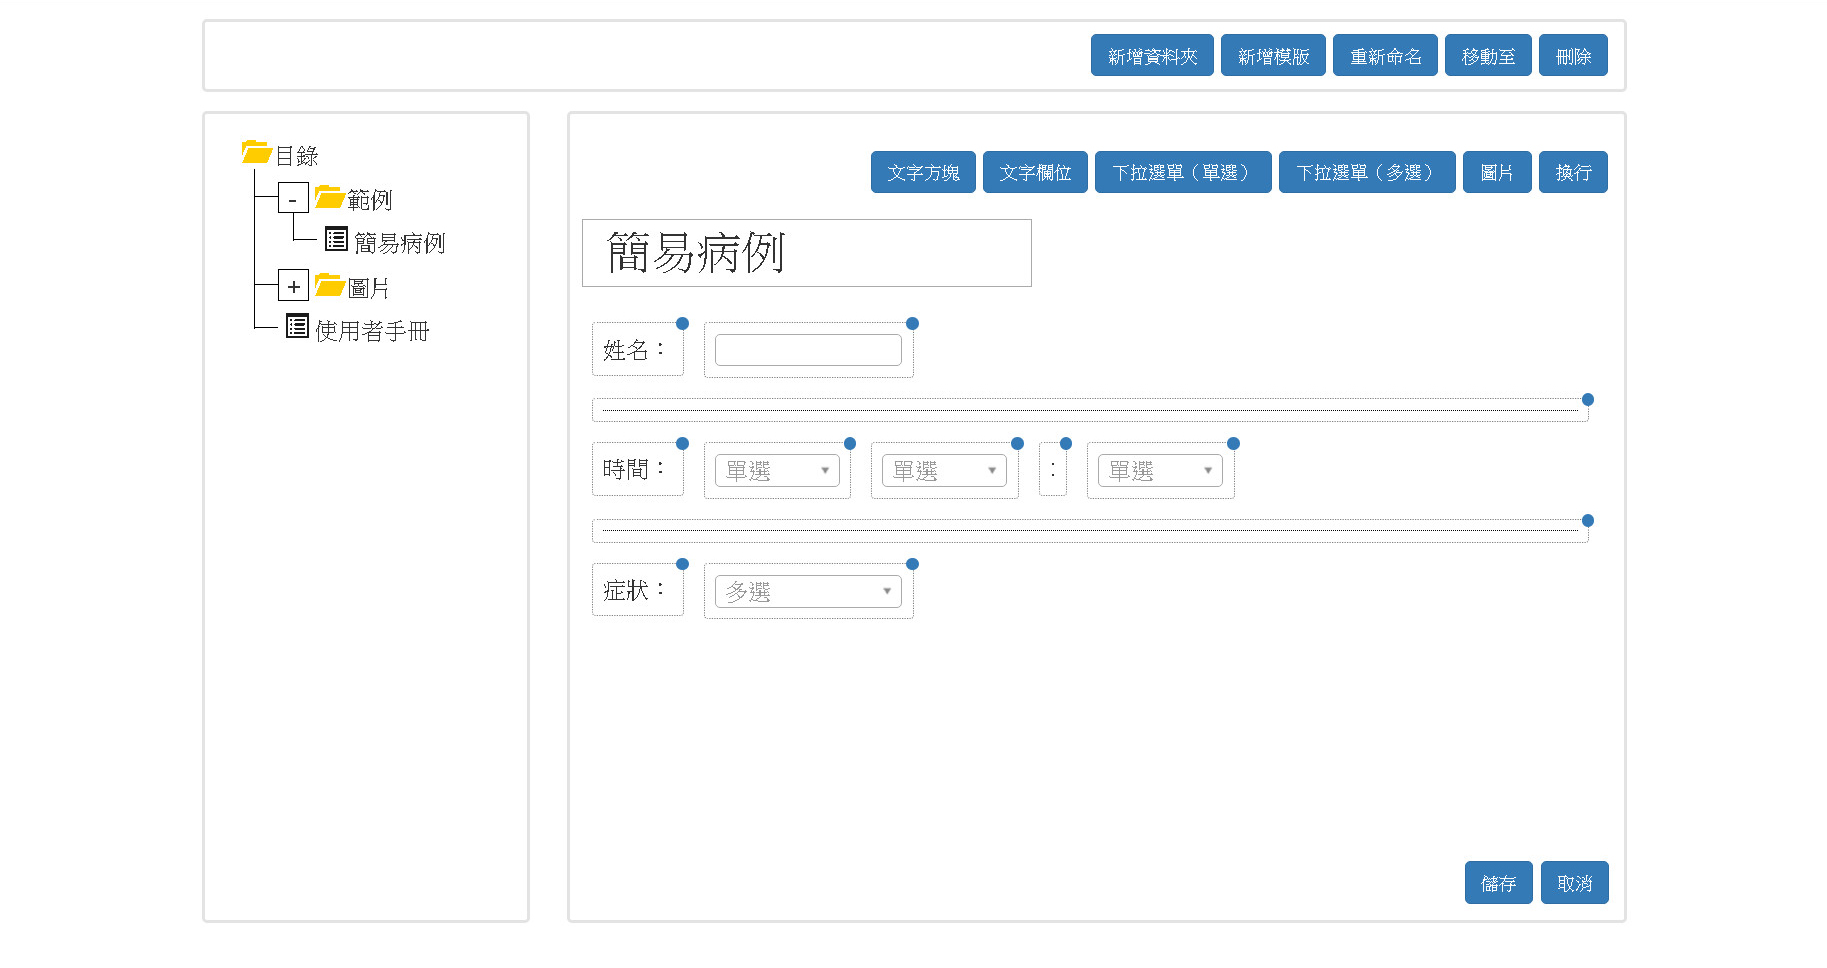 新增資料夾 新增模版 重新命名 移動至 刪除
目錄
- 範例
簡易病例
+ 圖片
使用者手冊
文字方塊 文字欄位 下拉選單（單選） 下拉選單（多選） 圖片 換行
簡易病例
姓名：
時間： 單選 單選 : 單選
症狀： 多選
儲存 取消